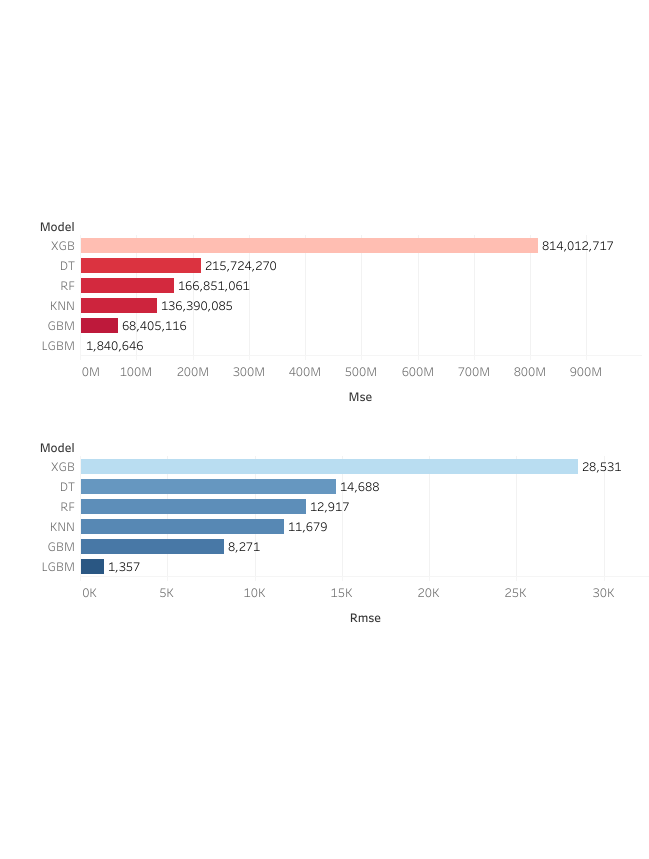 Model
XGB 814,012,717
DT 215,724,270
RF 166,851,061
KNN 136,390,085
GBM 68,405,116
LGBM 1,840,646
0M 100M 200M 300M 400M 500M 600M 700M 800M 900M
Mse
Model
XGB 28,531
DT 14,688
RF 12,917
KNN 11,679
GBM 8,271
LGBM 1,357
0K 5K 10K 15K 20K 25K 30K
Rmse